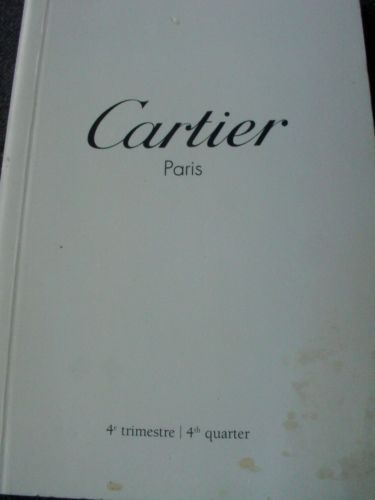 Cartier
Paris
4e trimestre | 4th quarter